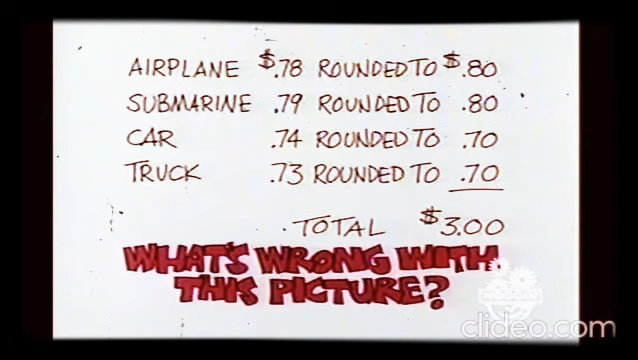 AIRPLANE $.78 ROUNDED TO $.80
SUBMARINE .79 ROUNDED TO .80
CAR .74 ROUNDED TO .70
TRUCK .73 ROUNDED TO .70
TOTAL $3.00
WHAT'S WRONG WITH
THIS PICTURE?
clideo.com